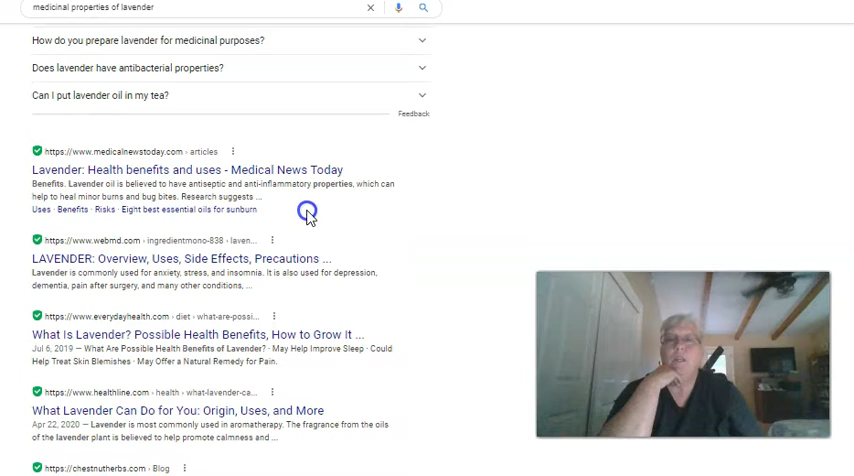 medicinal properties of lavender
How do you prepare lavender for medicinal purposes?
Does lavender have antibacterial properties?
Can I put lavender oil in my tea?
Feedback
https://www.medicalnewstoday.com › articles
Lavender: Health benefits and uses - Medical News Today
Benefits. Lavender oil is believed to have antiseptic and anti-inflammatory properties, which can
help to heal minor burns and bug bites. Research suggests ...
Uses · Benefits · Risks · Eight best essential oils for sunburn
https://www.webmd.com › ingredientmono-838 › laven...
LAVENDER: Overview, Uses, Side Effects, Precautions ...
Lavender is commonly used for anxiety, stress, and insomnia. It is also used for depression,
dementia, pain after surgery, and many other conditions, ...
https://www.everydayhealth.com › diet › what-are-possi...
What Is Lavender? Possible Health Benefits, How to Grow It ...
Jul 6, 2019 — What Are Possible Health Benefits of Lavender? · May Help Improve Sleep · Could
Help Treat Skin Blemishes · May Offer a Natural Remedy for Pain.
https://www.healthline.com › health › what-lavender-ca...
What Lavender Can Do for You: Origin, Uses, and More
Apr 22, 2020 — Lavender is most commonly used in aromatherapy. The fragrance from the oils
of the lavender plant is believed to help promote calmness and ...
https://chestnutherbs.com › Blog